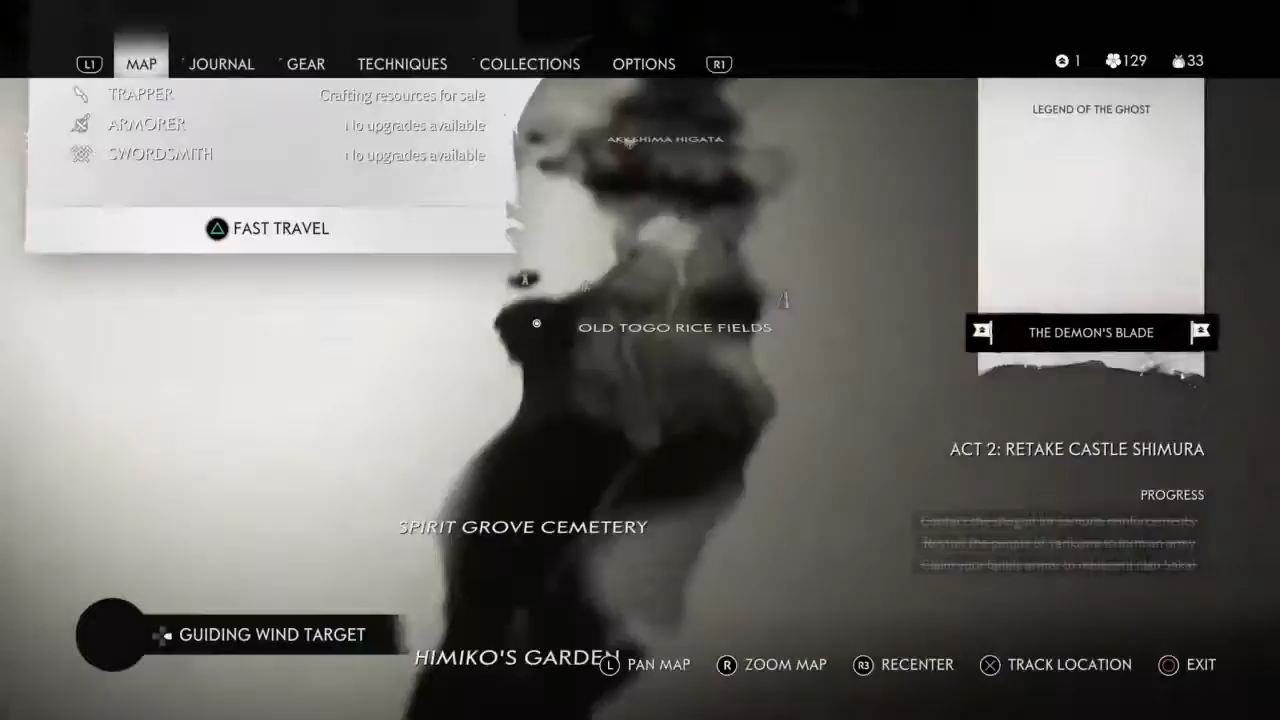 L1 MAP JOURNAL GEAR TECHNIQUES COLLECTIONS OPTIONS R1
1 129 33
TRAPPER Crafting resources for sale
ARMORER No upgrades available
SWORDSMITH No upgrades available
FAST TRAVEL
HIGATA
OLD TOGO RICE FIELDS
SPIRIT GROVE CEMETERY
HIMIKO'S GARDEN
LEGEND OF THE GHOST
THE DEMON'S BLADE
ACT 2: RETAKE CASTLE SHIMURA
PROGRESS
GUIDING WIND TARGET
L PAN MAP R ZOOM MAP R3 RECENTER TRACK LOCATION EXIT